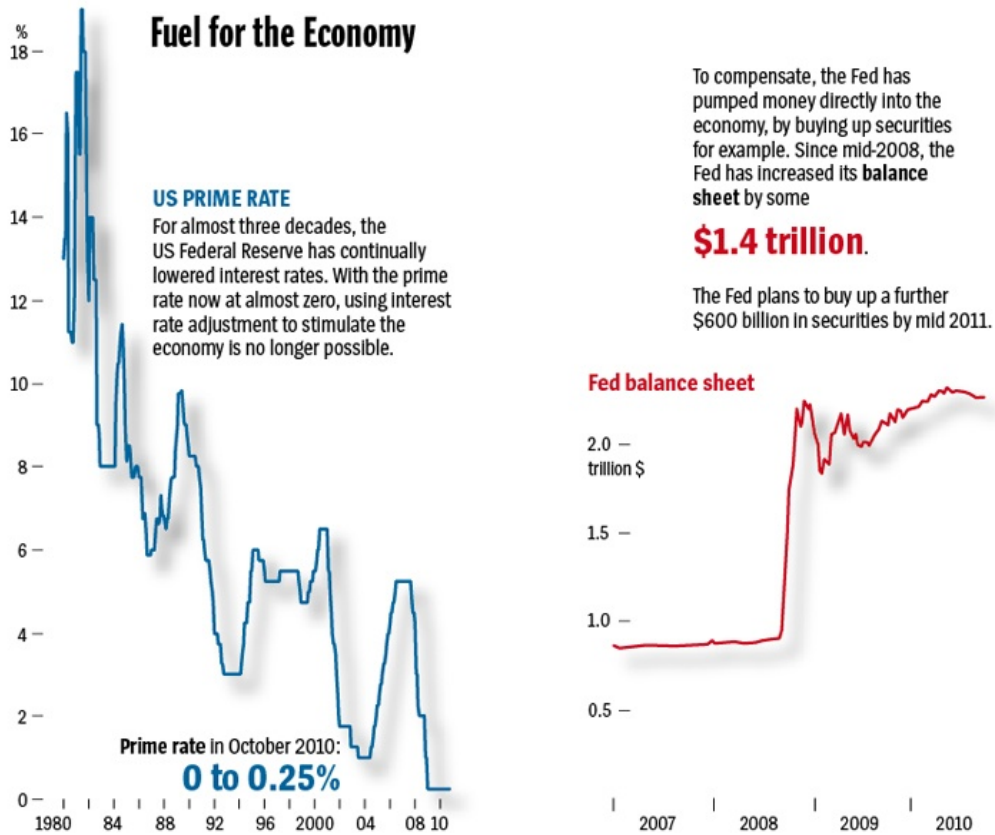 Fuel for the Economy
%
18
16
14
12
10
8
6
4
2
0
US PRIME RATE
For almost three decades, the
US Federal Reserve has continually
lowered interest rates. With the prime
rate now at almost zero, using interest
rate adjustment to stimulate the
economy is no longer possible.
Prime rate in October 2010:
0 to 0.25%
1980 84 88 92 96 2000 04 08 10
To compensate, the Fed has
pumped money directly into the
economy, by buying up securities
for example. Since mid-2008, the
Fed has increased its balance
sheet by some
$1.4 trillion.
The Fed plans to buy up a further
$600 billion in securities by mid 2011.
Fed balance sheet
2.0
trillion $
1.5
1.0
0.5
2007 2008 2009 2010